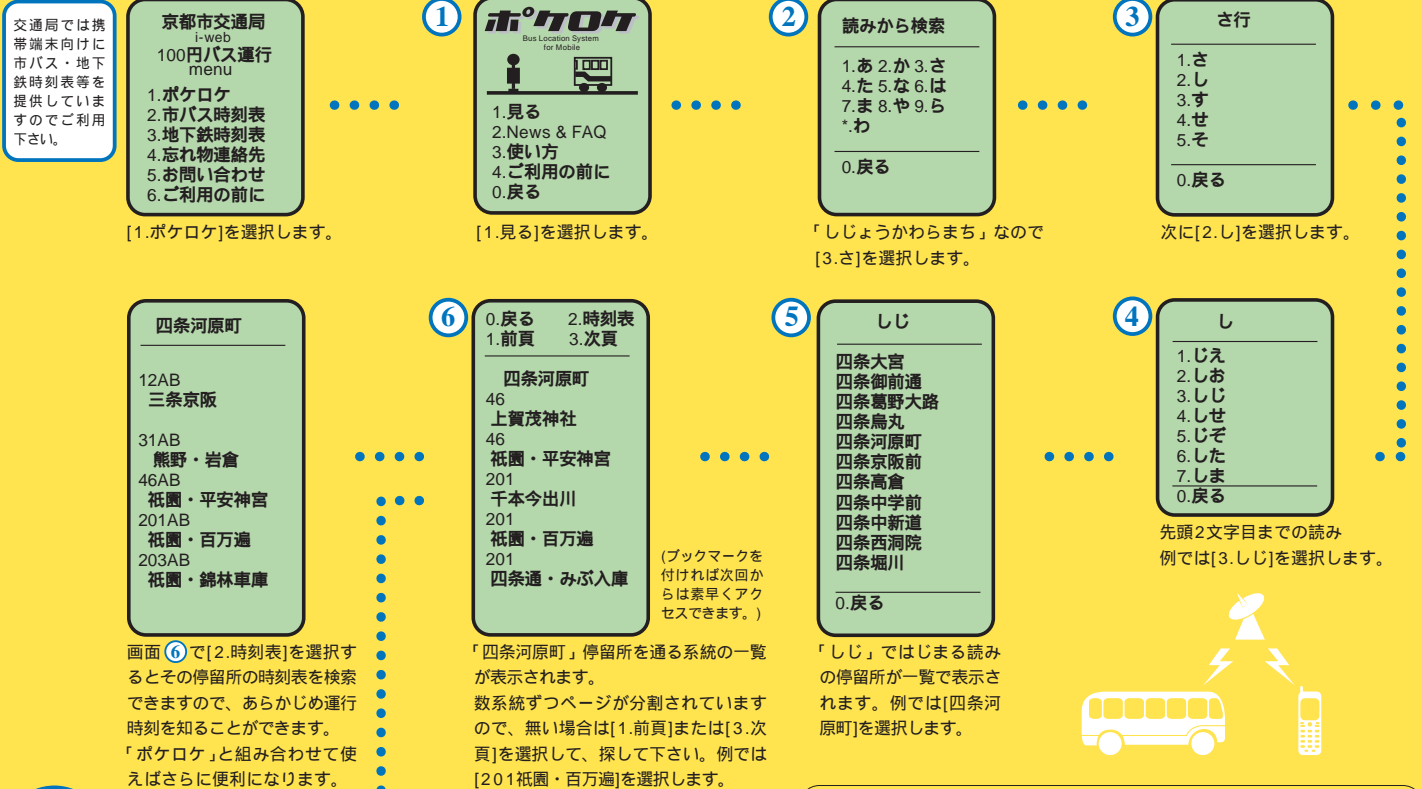 交通局では携
帯端末向けに
市バス・地下
鉄時刻表等を
提供していま
すのでご利用
下さい。
京都市交通局
i-web
100円バス運行
menu
1.ポケロケ
2.市バス時刻表
3.地下鉄時刻表
4.忘れ物連絡先
5.お問い合わせ
6.ご利用の前に
[1.ポケロケ]を選択します。
1
ポケロケ
Bus Location System
for Mobile
1.見る
2.News & FAQ
3.使い方
4.ご利用の前に
0.戻る
[1.見る]を選択します。
2
読みから検索
1.あ 2.か 3.さ
4.た 5.な 6.は
7.ま 8.や 9.ら
*.わ
0.戻る
「しじょうかわらまち」なので
[3.さ]を選択します。
3
さ行
1.さ
2.し
3.す
4.せ
5.そ
0.戻る
次に[2.し]を選択します。
4
し
1.じえ
2.しお
3.しじ
4.しせ
5.じぞ
6.した
7.しま
0.戻る
先頭2文字目までの読み
例では[3.しじ]を選択します。
5
しじ
四条大宮
四条御前通
四条葛野大路
四条烏丸
四条河原町
四条京阪前
四条高倉
四条中学前
四条中新道
四条西洞院
四条堀川
0.戻る
「しじ」ではじまる読み
の停留所が一覧で表示さ
れます。例では[四条河
原町]を選択します。
6
0.戻る 2.時刻表
1.前頁 3.次頁
四条河原町
46
上賀茂神社
46
祇園・平安神宮
201
千本今出川
201
祇園・百万遍
201
四条通・みぶ入庫
(ブックマークを
付ければ次回か
らは素早くアク
セスできます。)
「四条河原町」停留所を通る系統の一覧
が表示されます。
数系統ずつページが分割されています
ので、無い場合は[1.前頁]または[3.次
頁]を選択して、探して下さい。例では
[201祇園・百万遍]を選択します。
四条河原町
12AB
三条京阪
31AB
熊野・岩倉
46AB
祇園・平安神宮
201AB
祇園・百万遍
203AB
祇園・錦林車庫
画面6で[2.時刻表]を選択す
るとその停留所の時刻表を検索
できますので、あらかじめ運行
時刻を知ることができます。
「ポケロケ」と組み合わせて使
えばさらに便利になります。